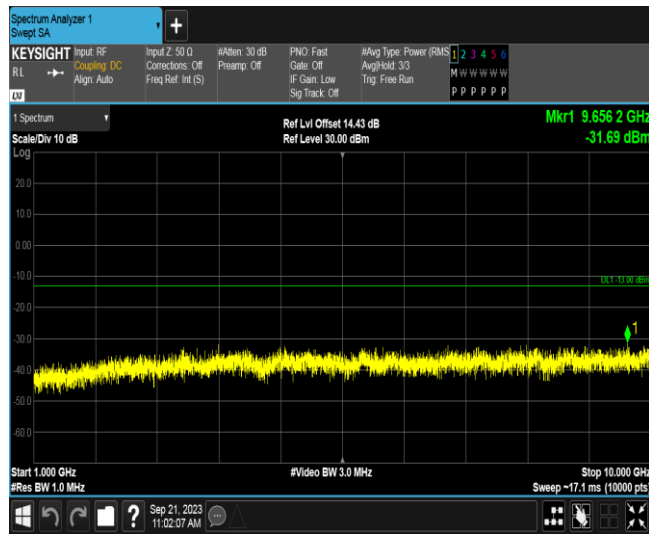 Spectrum Analyzer 1
Swept SA
+
KEYSIGHT
RL
LXI
Input: RF
Coupling: DC
Align: Auto
Input Z: 50 Ω
Corrections: Off
Freq Ref: Int (S)
#Atten: 30 dB
Preamp: Off
PNO: Fast
Gate: Off
IF Gain: Low
Sig Track: Off
#Avg Type: Power (RMS
Avg|Hold: 3/3
Trig: Free Run
1 2 3 4 5 6
M W W W W W
P P P P P P
1 Spectrum
Scale/Div 10 dB
Log
Ref Lvl Offset 14.43 dB
Ref Level 30.00 dBm
Mkr1 9.656 2 GHz
-31.69 dBm
20.0
10.0
0.00
-10.0
DL1 -13.00 dBm
-20.0
-30.0
1
-40.0
-50.0
-60.0
Start 1.000 GHz
#Res BW 1.0 MHz
#Video BW 3.0 MHz
Stop 10.000 GHz
Sweep ~17.1 ms (10000 pts
?
Sep 21, 2023
11:02:07 AM